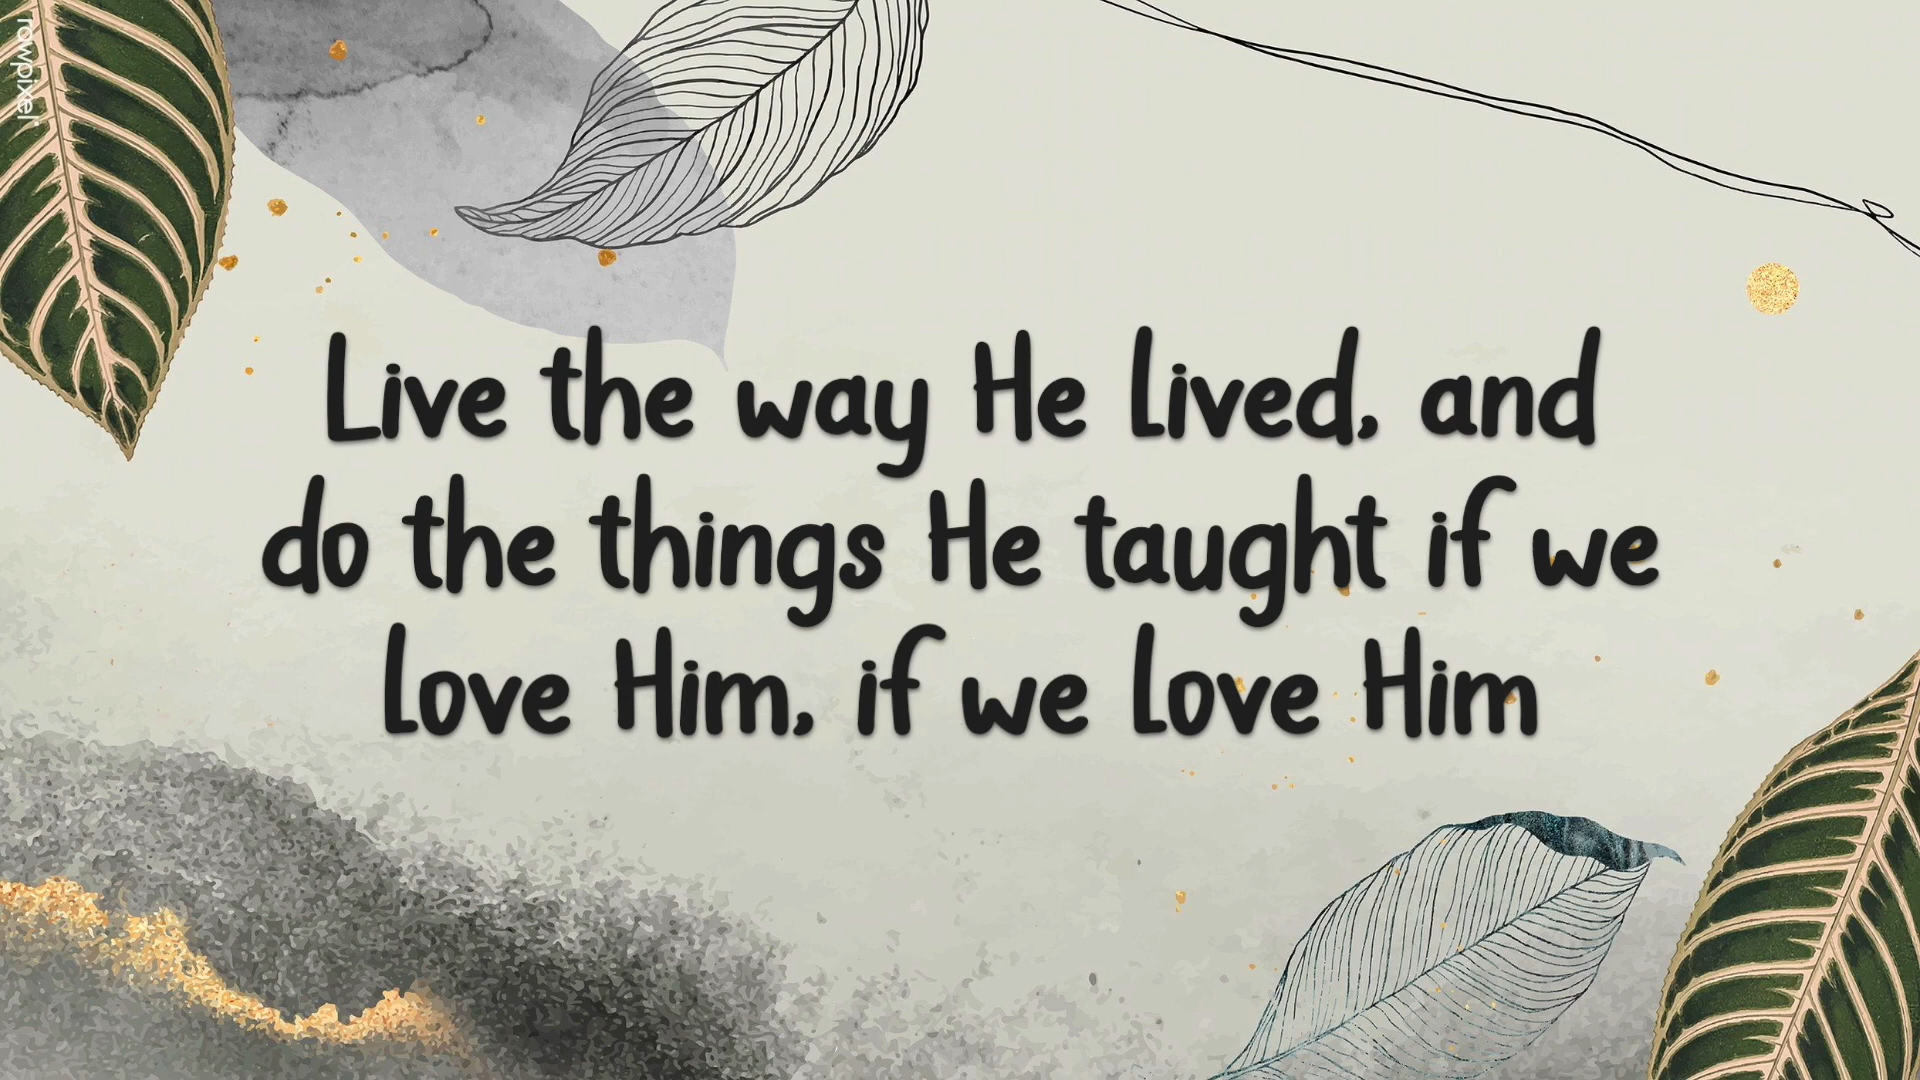 rawpixel
Live the way He lived, and
do the things He taught if we
love Him, if we love Him